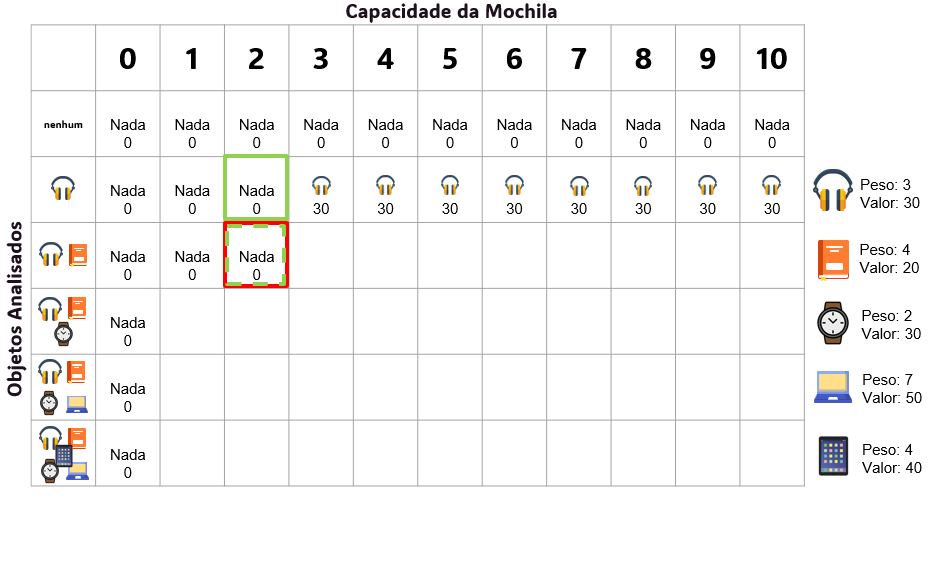 Capacidade da Mochila
0 1 2 3 4 5 6 7 8 9 10
nenhum Nada Nada Nada Nada Nada Nada Nada Nada Nada Nada Nada
0 0 0 0 0 0 0 0 0 0 0
Nada Nada Nada
0 0 0 30 30 30 30 30 30 30 30
Peso: 3
Valor: 30
Objetos Analisados
Nada Nada Nada
0 0 0
Peso: 4
Valor: 20
Nada
0
Peso: 2
Valor: 30
Nada
0
Peso: 7
Valor: 50
Nada
0
Peso: 4
Valor: 40